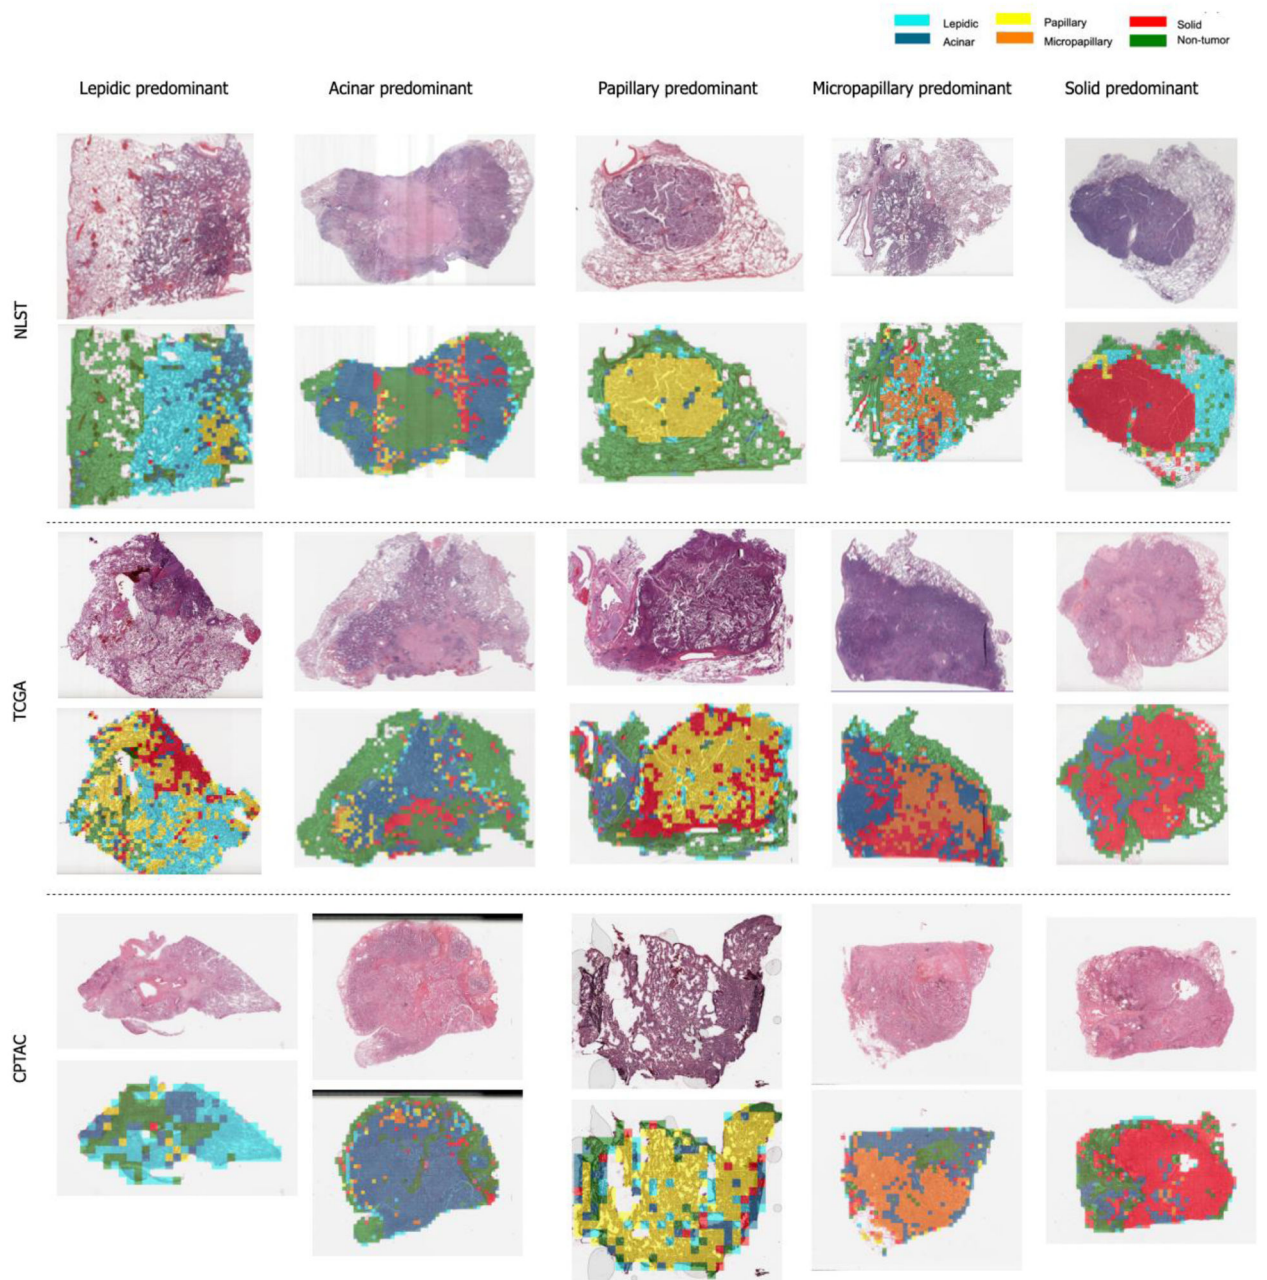 Lepidic Papillary Solid
Acinar Micropapillary Non-tumor
Lepidic predominant Acinar predominant Papillary predominant Micropapillary predominant Solid predominant
NLST
TCGA
CPTAC